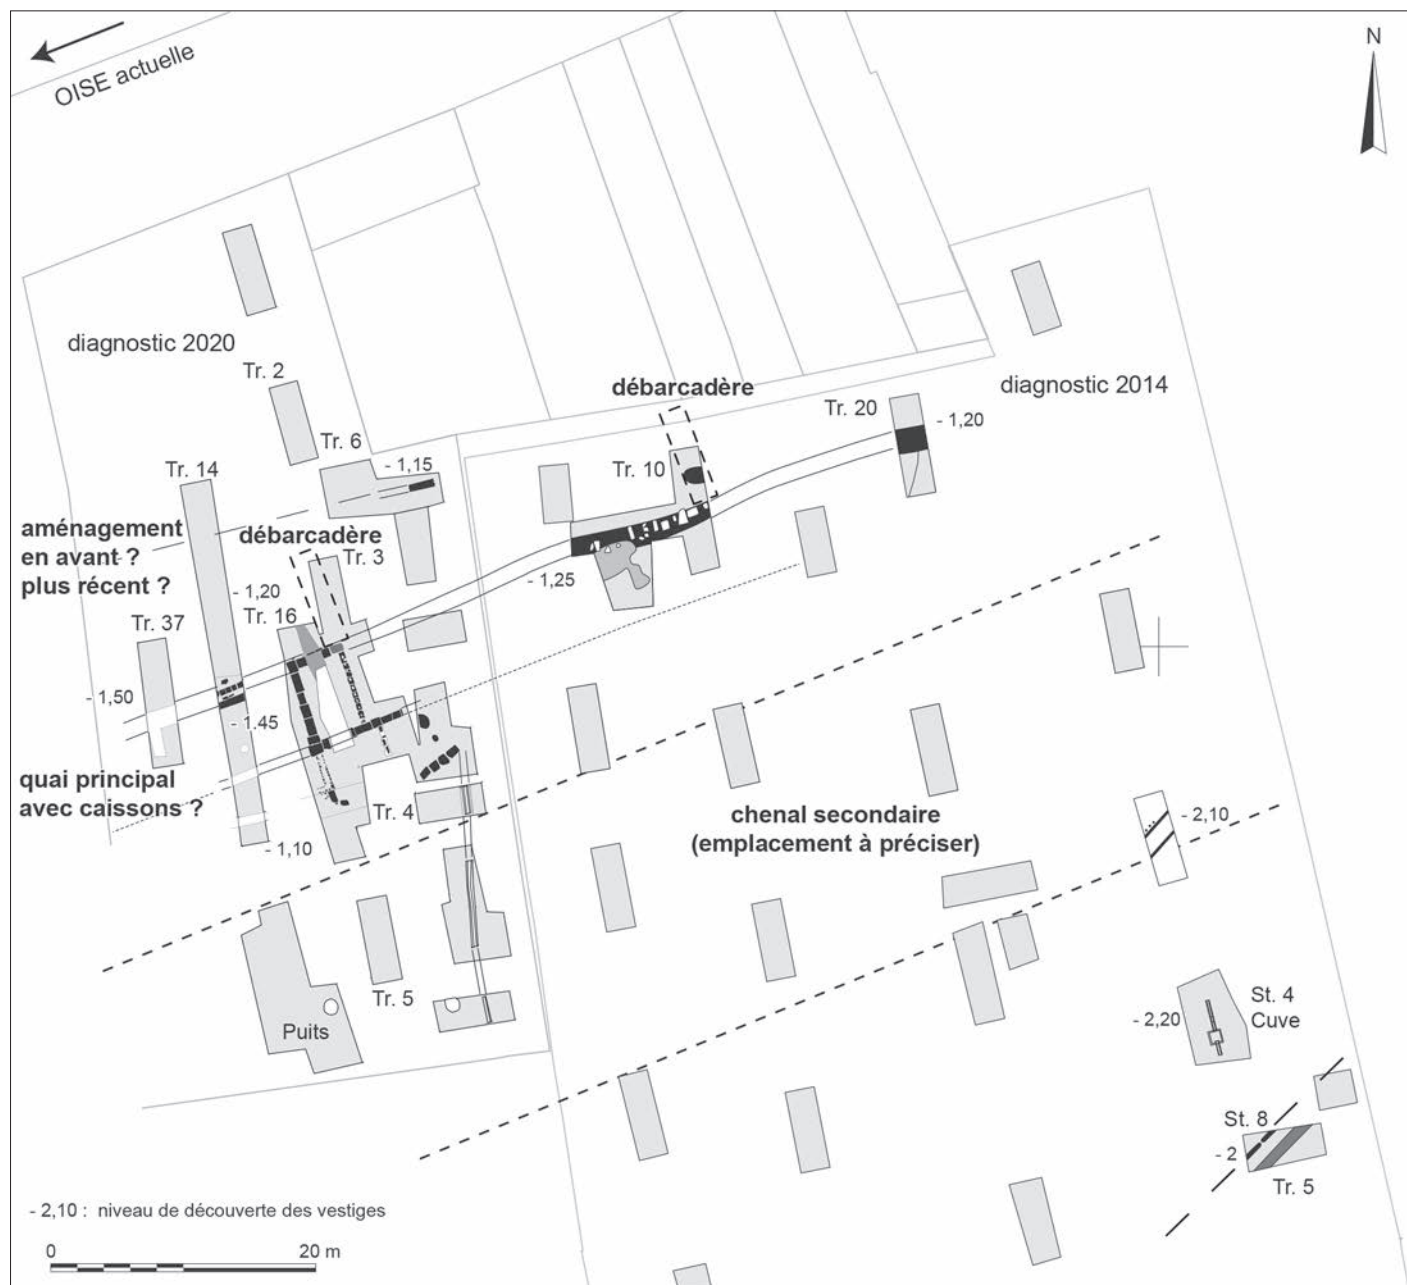 OISE actuelle
N
diagnostic 2020
Tr. 2
débarcadère
Tr. 20
diagnostic 2014
- 1,20
Tr. 6
- 1,15
Tr. 10
Tr. 14
aménagement
en avant ?
plus récent ?
débarcadère
Tr. 3
- 1,20
Tr. 16
- 1,25
Tr. 37
- 1,50
- 1.45
quai principal
avec caissons ?
Tr. 4
- 1,10
chenal secondaire
(emplacement à préciser)
- 2,10
Tr. 5
Puits
St. 4
Cuve
- 2,20
St. 8
- 2
Tr. 5
- 2,10 : niveau de découverte des vestiges
0
20 m